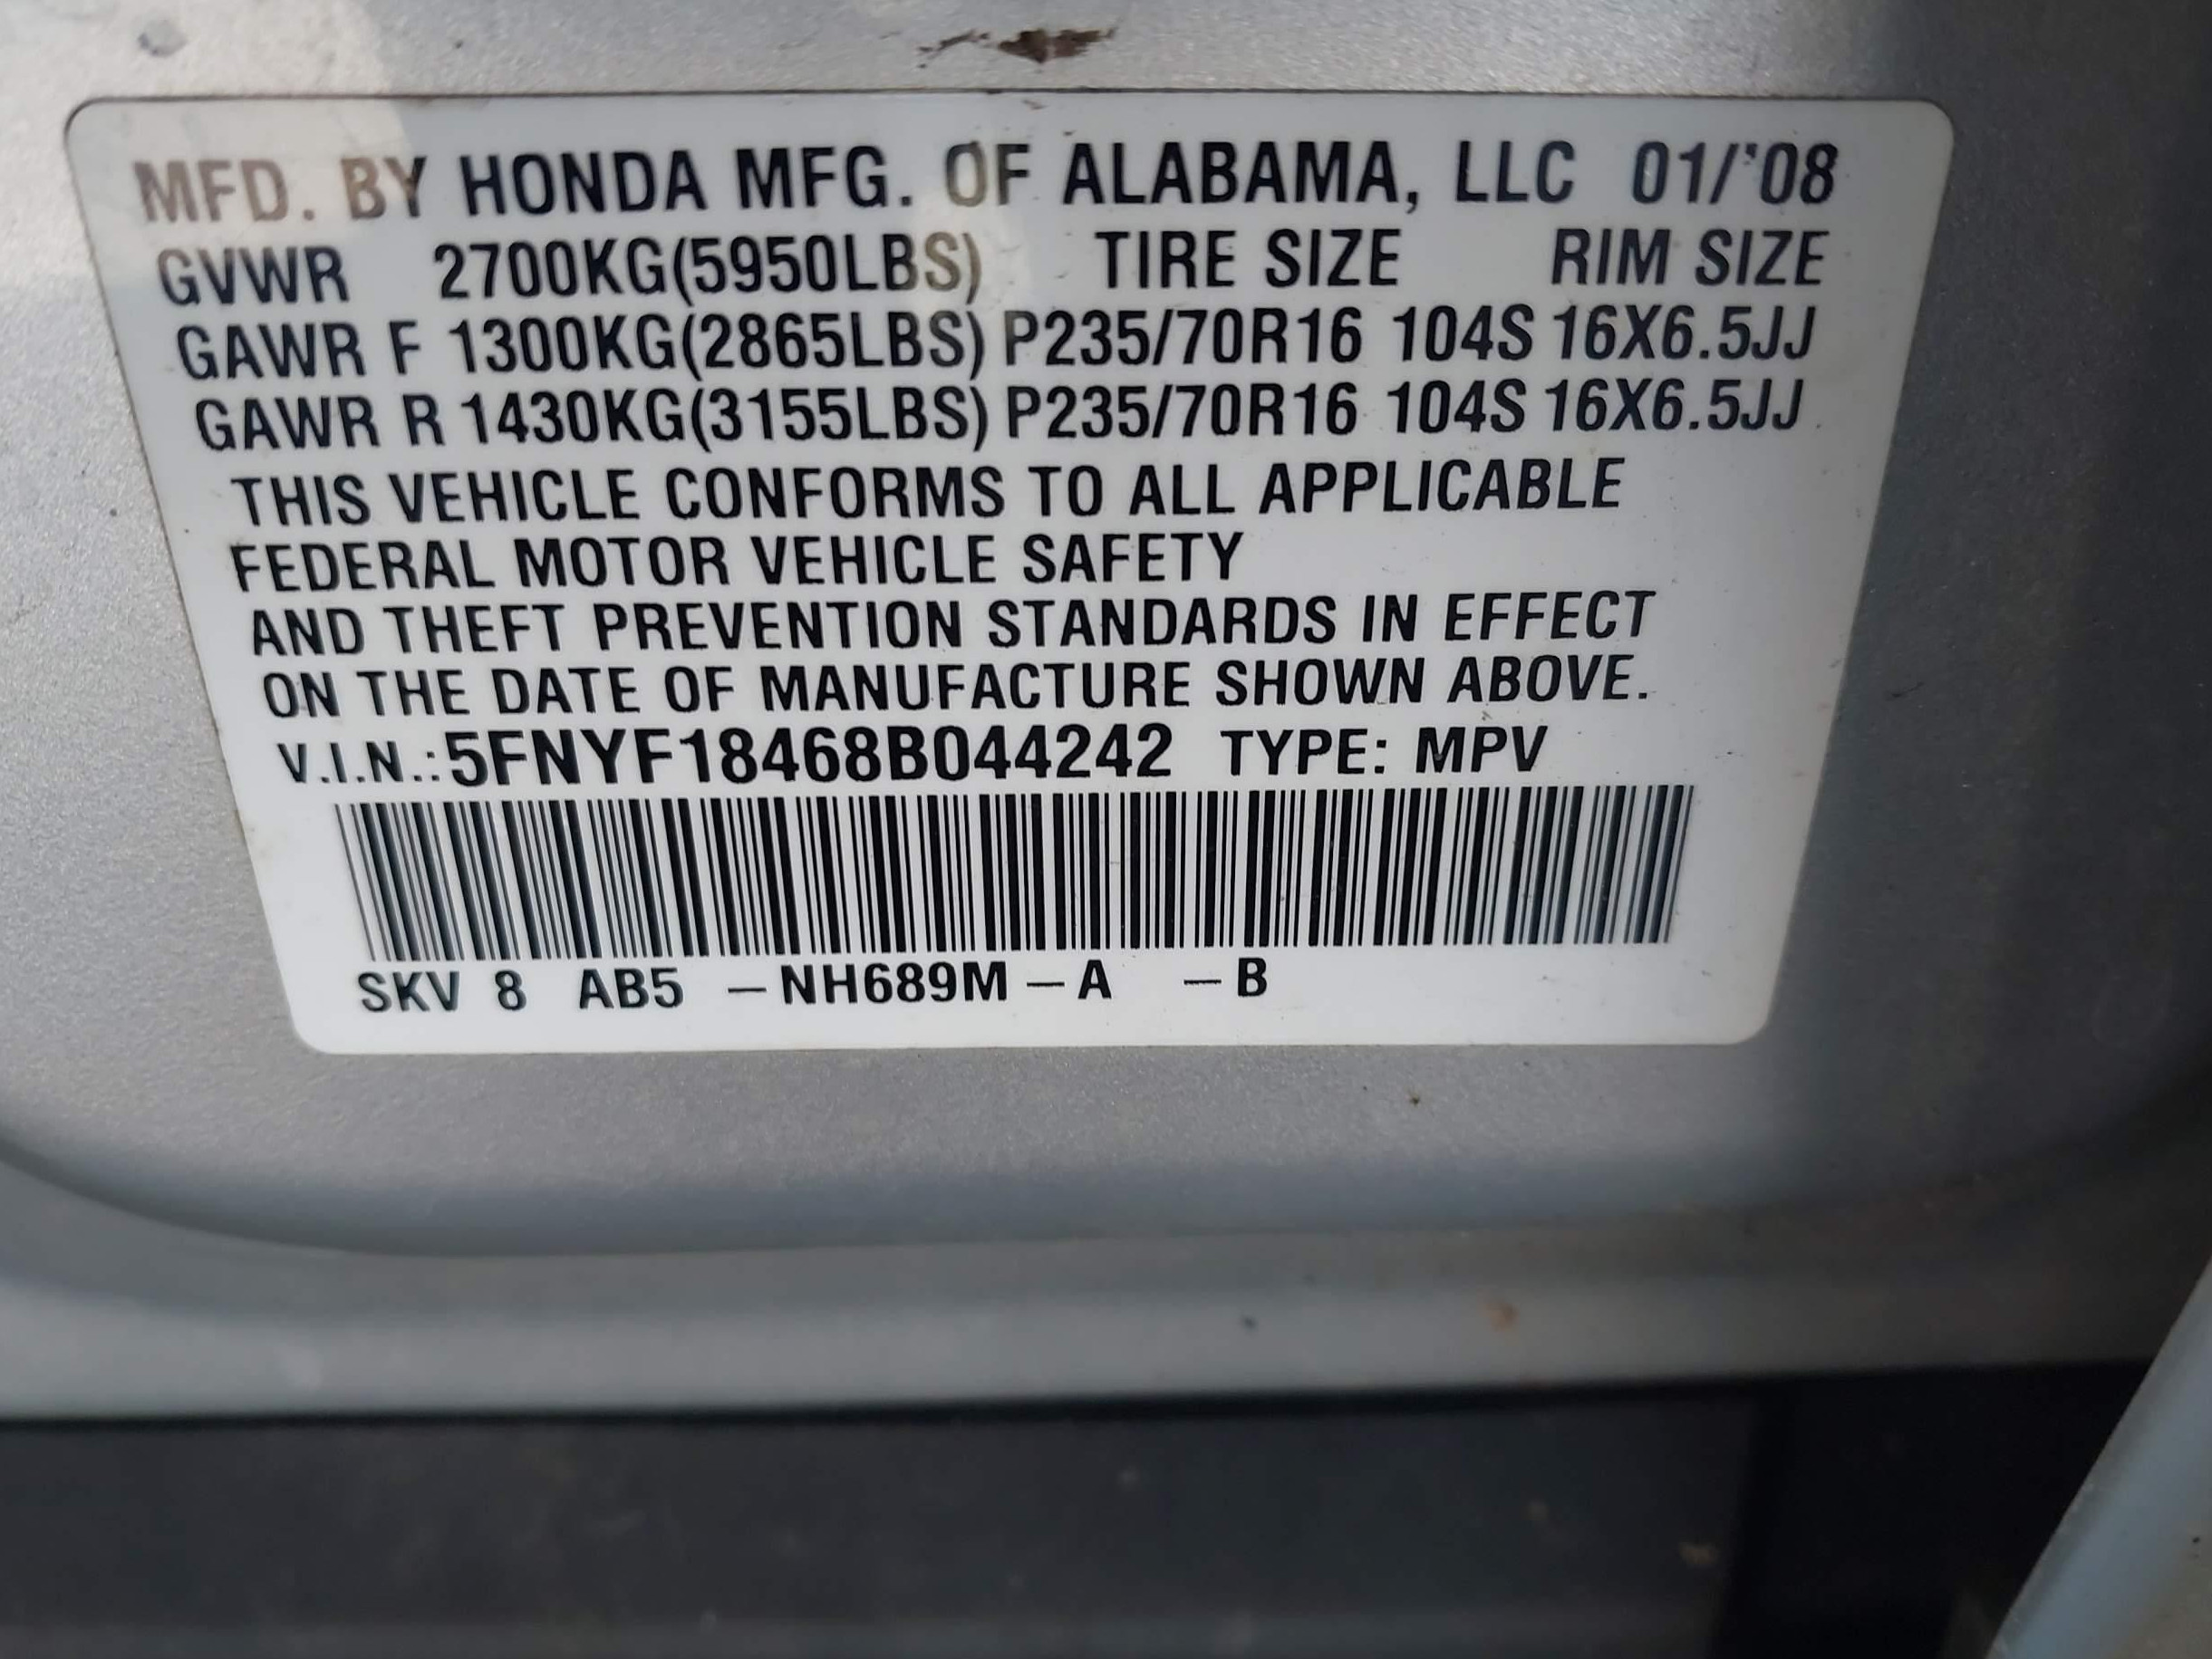 MFD. BY HONDA MFG. OF ALABAMA, LLC 01/'08
GVWR 2700KG(5950LBS) TIRE SIZE RIM SIZE
GAWR F 1300KG(2865LBS) P235/70R16 104S 16X6.5JJ
GAWR R 1430KG(3155LBS) P235/70R16 104S 16X6.5JJ
THIS VEHICLE CONFORMS TO ALL APPLICABLE
FEDERAL MOTOR VEHICLE SAFETY
AND THEFT PREVENTION STANDARDS IN EFFECT
ON THE DATE OF MANUFACTURE SHOWN ABOVE.
V.I.N.:5FNYF18468B044242 TYPE: MPV
SKV 8 AB5 –NH689M–A –B